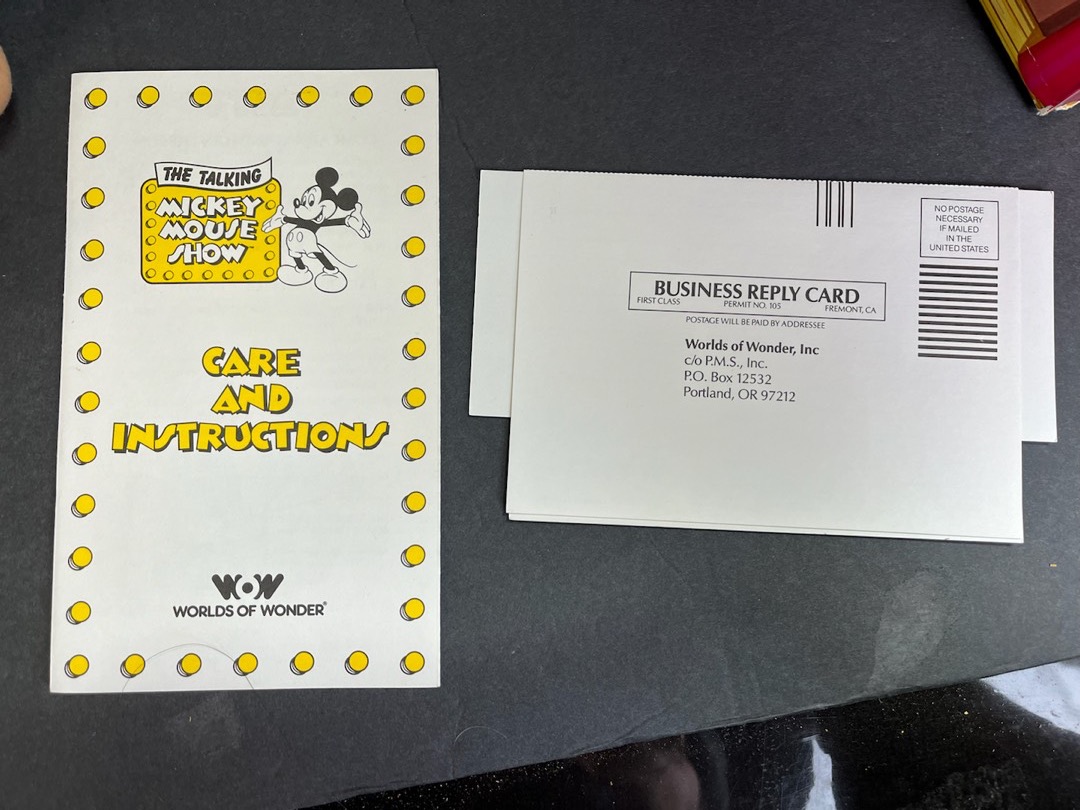 THE TALKING
MICKEY
MOUSE
SHOW
CARE
AND
INSTRUCTIONS
WOW
WORLDS OF WONDER®
NO POSTAGE
NECESSARY
IF MAILED
IN THE
UNITED STATES
BUSINESS REPLY CARD
FIRST CLASS PERMIT NO. 105 FREMONT, CA
POSTAGE WILL BE PAID BY ADDRESSEE
Worlds of Wonder, Inc
c/o P.M.S., Inc.
P.O. Box 12532
Portland, OR 97212